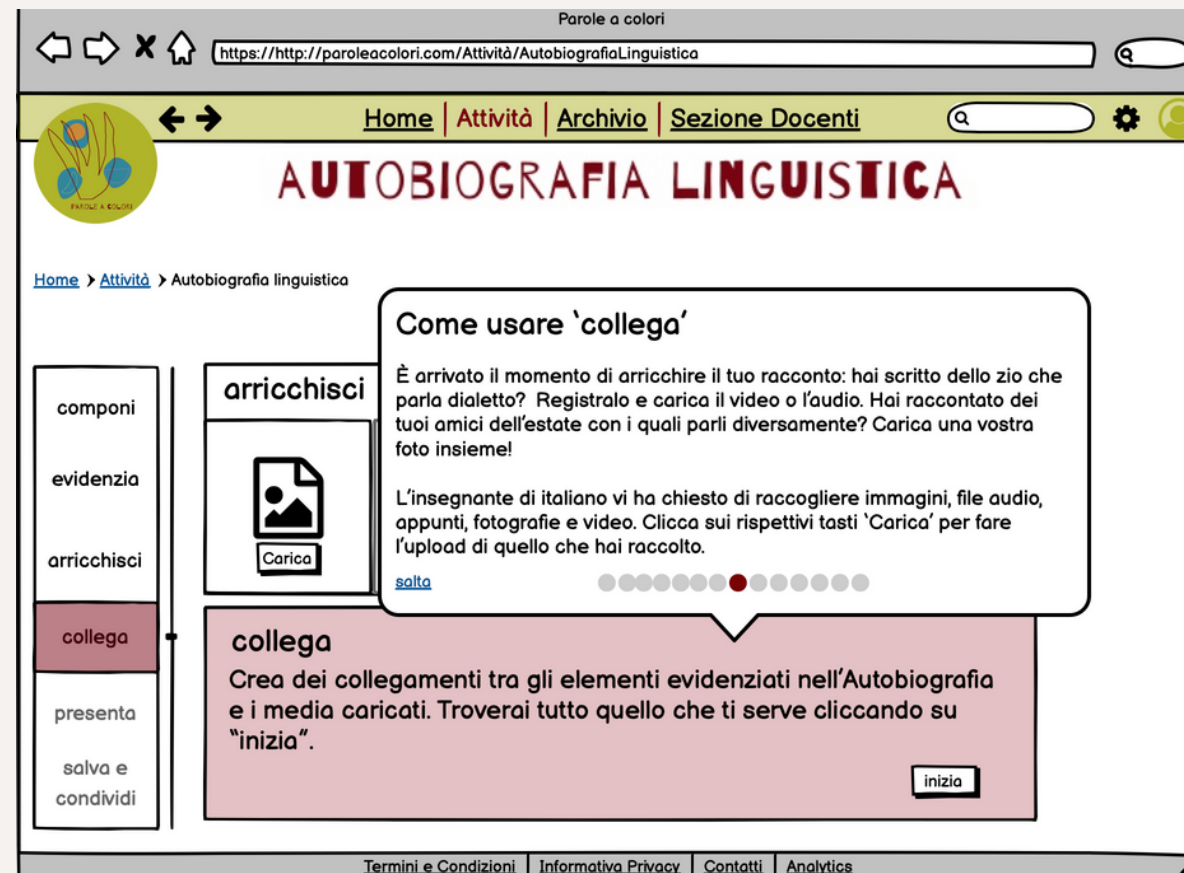 Parole a colori
https://http://paroleacolori.com/Attività/AutobiografiaLinguistica
Home | Attività | Archivio | Sezione Docenti
PAROLE A COLORI
AUTOBIOGRAFIA LINGUISTICA
Home > Attività > Autobiografia linguistica
Come usare ‘collega’
È arrivato il momento di arricchire il tuo racconto: hai scritto dello zio che
parla dialetto? Registralo e carica il video o l’audio. Hai raccontato dei
tuoi amici dell’estate con i quali parli diversamente? Carica una vostra
foto insieme!
L’insegnante di italiano vi ha chiesto di raccogliere immagini, file audio,
appunti, fotografie e video. Clicca sui rispettivi tasti ‘Carica’ per fare
l’upload di quello che hai raccolto.
salta
componi
evidenzia
arricchisci
collega
presenta
salva e
condividi
arricchisci
Carica
collega
Crea dei collegamenti tra gli elementi evidenziati nell’Autobiografia
e i media caricati. Troverai tutto quello che ti serve cliccando su
“inizia”.
inizia
Termini e Condizioni | Informativa Privacy | Contatti | Analytics